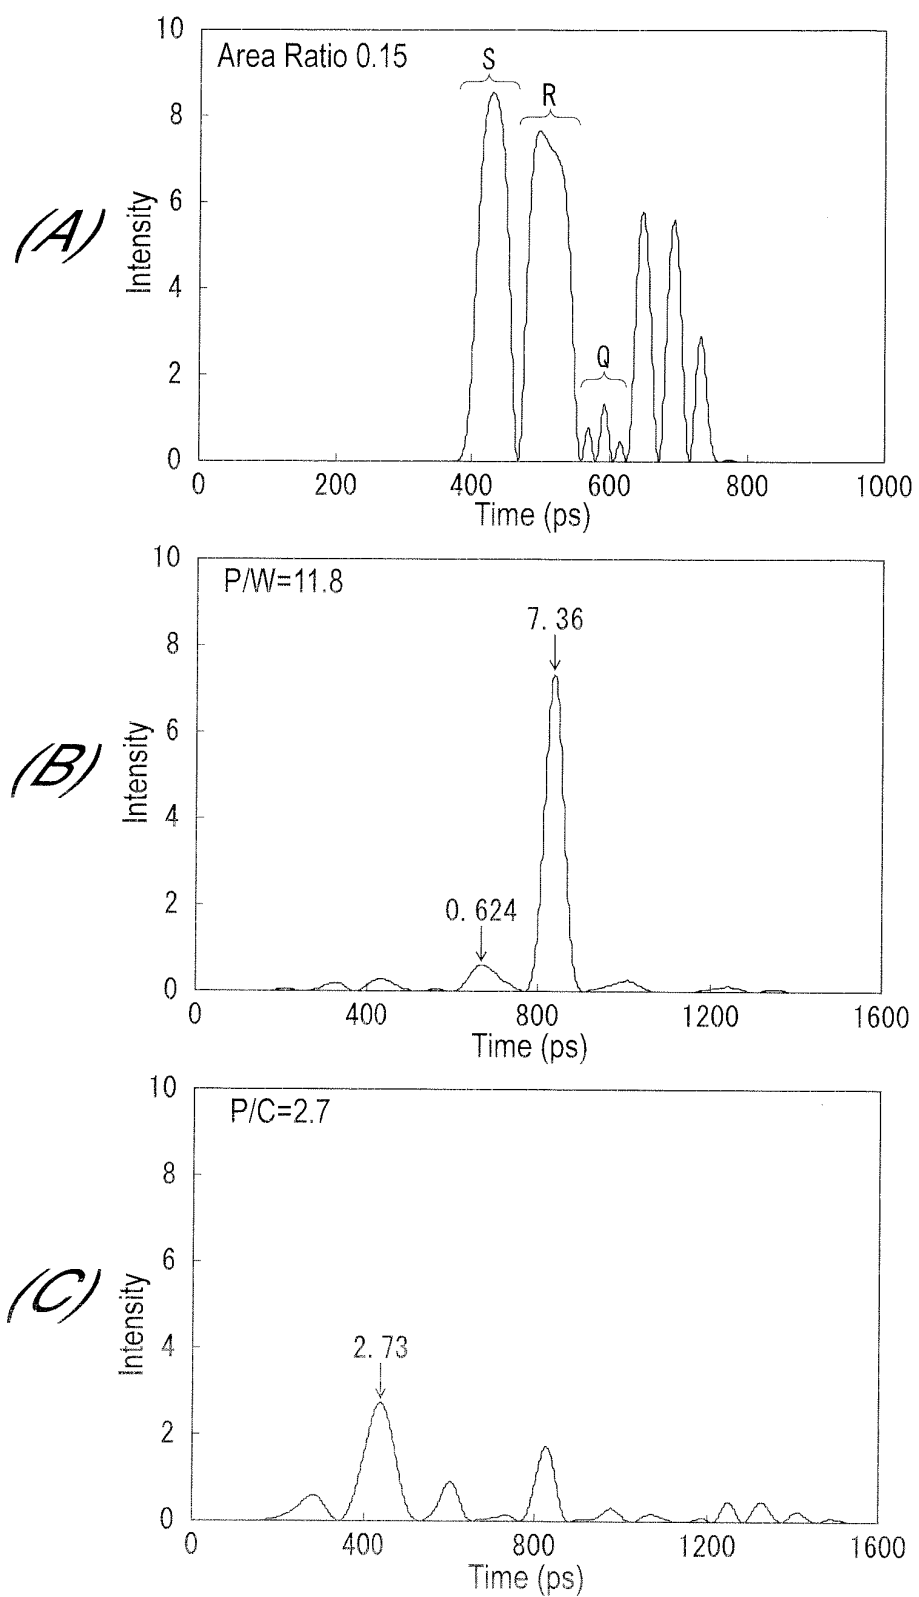 10
Area Ratio 0.15
S
R
8
6
(A)
Intensity
4
Q
2
0
0 200 400 600 800 1000
Time (ps)
10
P/W=11.8
7. 36
8
6
(B)
Intensity
4
2
0. 624
0
0 400 800 1200 1600
Time (ps)
10
P/C=2.7
8
6
(C)
Intensity
4
2. 73
2
0
0 400 800 1200 1600
Time (ps)